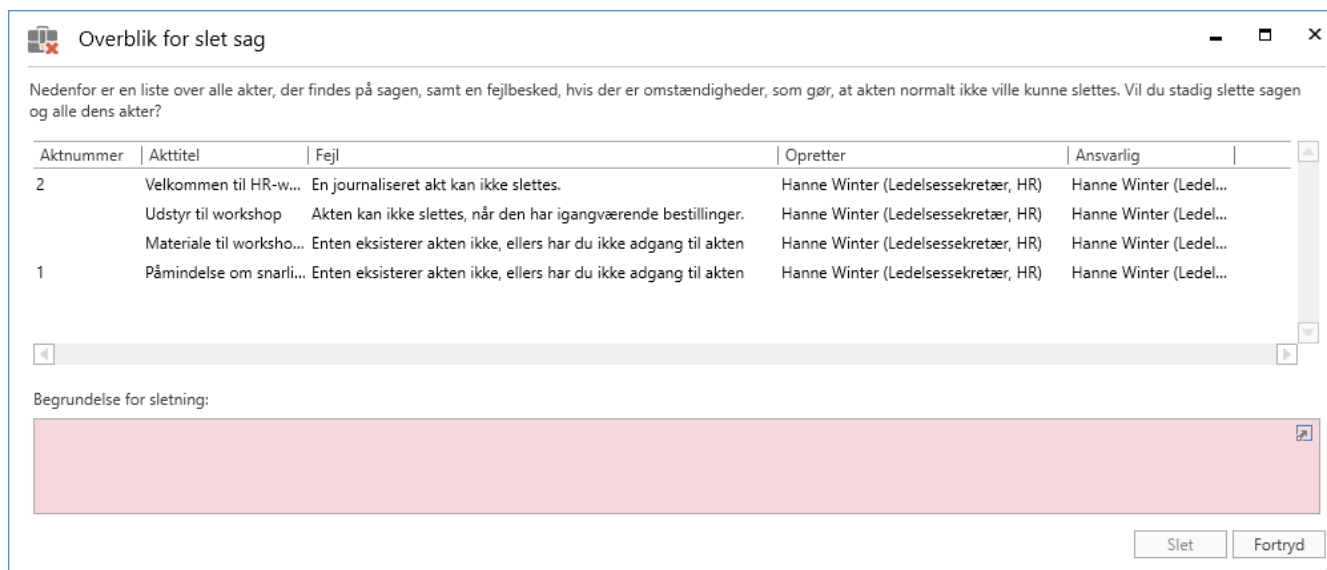 Overblik for slet sag
Nedenfor er en liste over alle akter, der findes på sagen, samt en fejlbesked, hvis der er omstændigheder, som gør, at akten normalt ikke ville kunne slettes. Vil du stadig slette sagen
og alle dens akter?
Aktnummer Akttitel Fejl Opretter Ansvarlig
2 Velkommen til HR-w... En journaliseret akt kan ikke slettes. Hanne Winter (Ledelsessekretær, HR) Hanne Winter (Ledel...
Udstyr til workshop Akten kan ikke slettes, når den har igangværende bestillinger. Hanne Winter (Ledelsessekretær, HR) Hanne Winter (Ledel...
Materiale til worksho... Enten eksisterer akten ikke, ellers har du ikke adgang til akten Hanne Winter (Ledelsessekretær, HR) Hanne Winter (Ledel...
1 Påmindelse om snarli... Enten eksisterer akten ikke, ellers har du ikke adgang til akten Hanne Winter (Ledelsessekretær, HR) Hanne Winter (Ledel...
Begrundelse for sletning:
Slet Fortryd